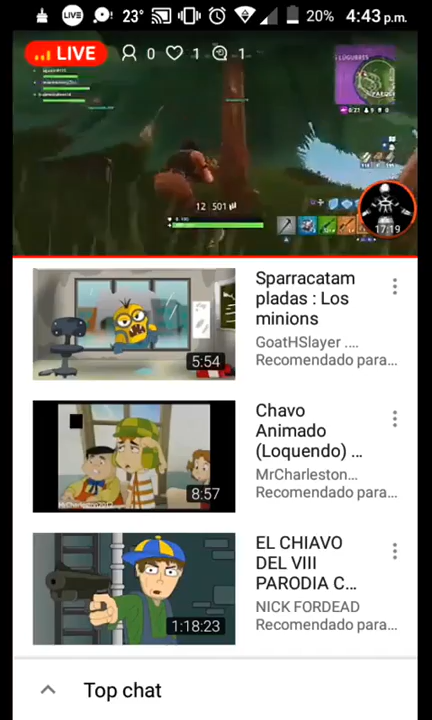 LIVE 23° 20% 4:43 p.m.
LIVE 0 1 1
12 501
17:19
Sparracatam
pladas : Los
minions
GoatHSlayer ....
Recomendado para...
5:54
Chavo
Animado
(Loquendo) ...
MrCharleston...
Recomendado para...
8:57
EL CHIAVO
DEL VIII
PARODIA C...
NICK FORDEAD
Recomendado para...
1:18:23
Top chat